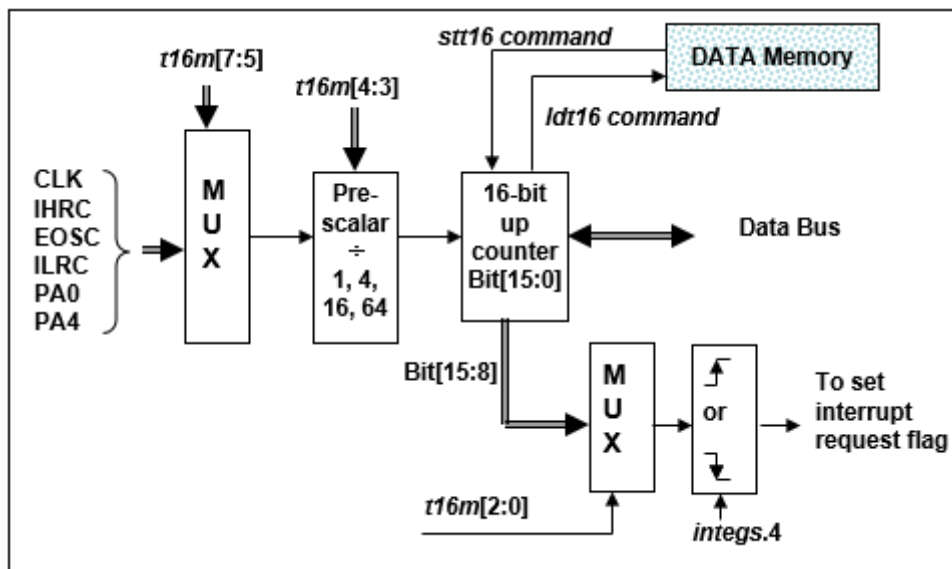 stt16 command
DATA Memory
t16m[7:5]
t16m[4:3]
ldt16 command
CLK
IHRC
EOSC
ILRC
PA0
PA4
M
U
X
Pre-
scalar
÷
1, 4,
16, 64
16-bit
up
counter
Bit[15:0]
Data Bus
Bit[15:8]
M
U
X
or
To set
interrupt
request flag
t16m[2:0]
integs.4